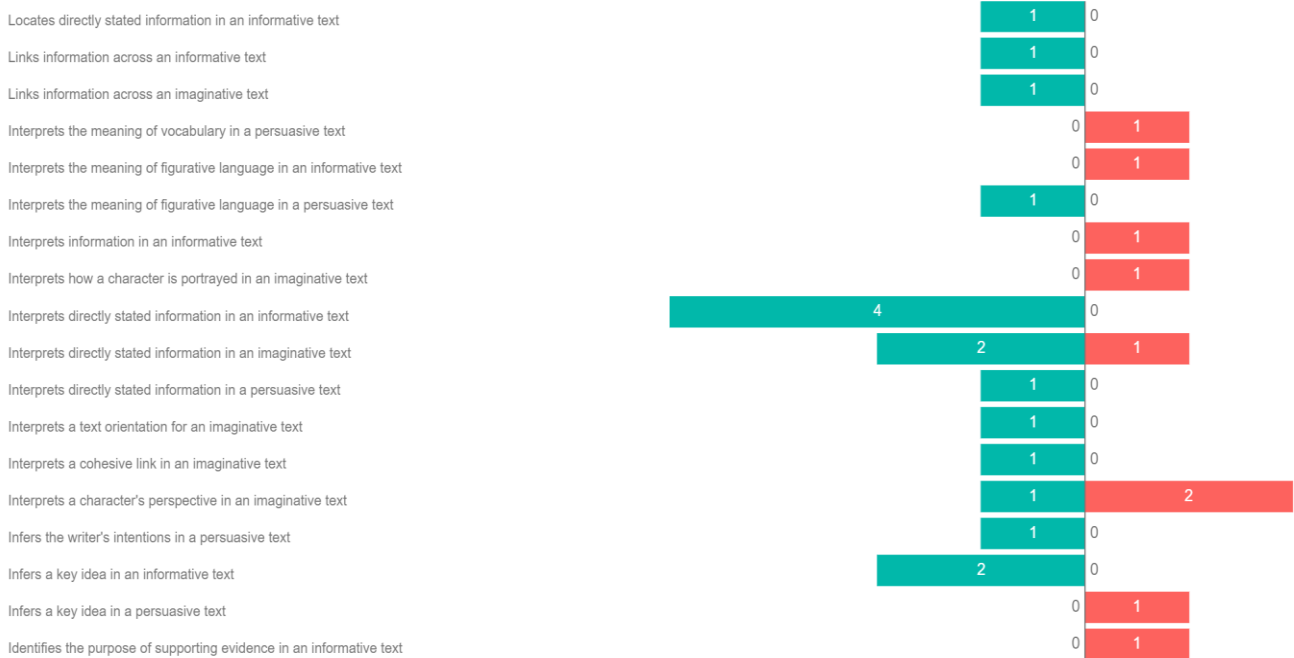 Locates directly stated information in an informative text 1 0
Links information across an informative text 1 0
Links information across an imaginative text 1 0
Interprets the meaning of vocabulary in a persuasive text 0 1
Interprets the meaning of figurative language in an informative text 0 1
Interprets the meaning of figurative language in a persuasive text 1 0
Interprets information in an informative text 0 1
Interprets how a character is portrayed in an imaginative text 0 1
Interprets directly stated information in an informative text 4 0
Interprets directly stated information in an imaginative text 2 1
Interprets directly stated information in a persuasive text 1 0
Interprets a text orientation for an imaginative text 1 0
Interprets a cohesive link in an imaginative text 1 0
Interprets a character's perspective in an imaginative text 1 2
Infers the writer's intentions in a persuasive text 1 0
Infers a key idea in an informative text 2 0
Infers a key idea in a persuasive text 0 1
Identifies the purpose of supporting evidence in an informative text 0 1